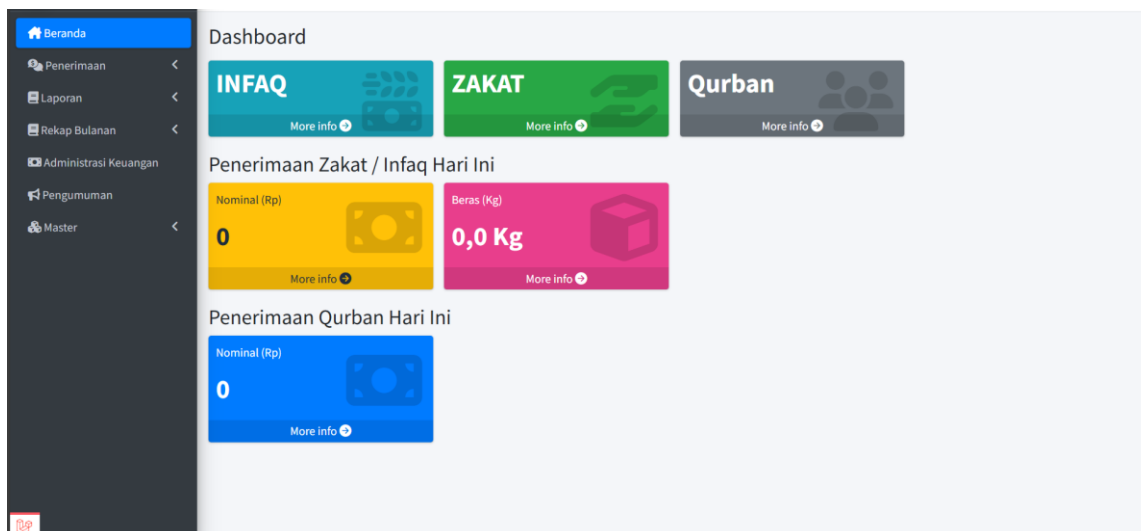 Beranda
Penerimaan
Laporan
Rekap Bulanan
Administrasi Keuangan
Pengumuman
Master
Dashboard
INFAQ
More info
ZAKAT
More info
Qurban
More info
Penerimaan Zakat / Infaq Hari Ini
Nominal (Rp)
0
More info
Beras (Kg)
0,0 Kg
More info
Penerimaan Qurban Hari Ini
Nominal (Rp)
0
More info